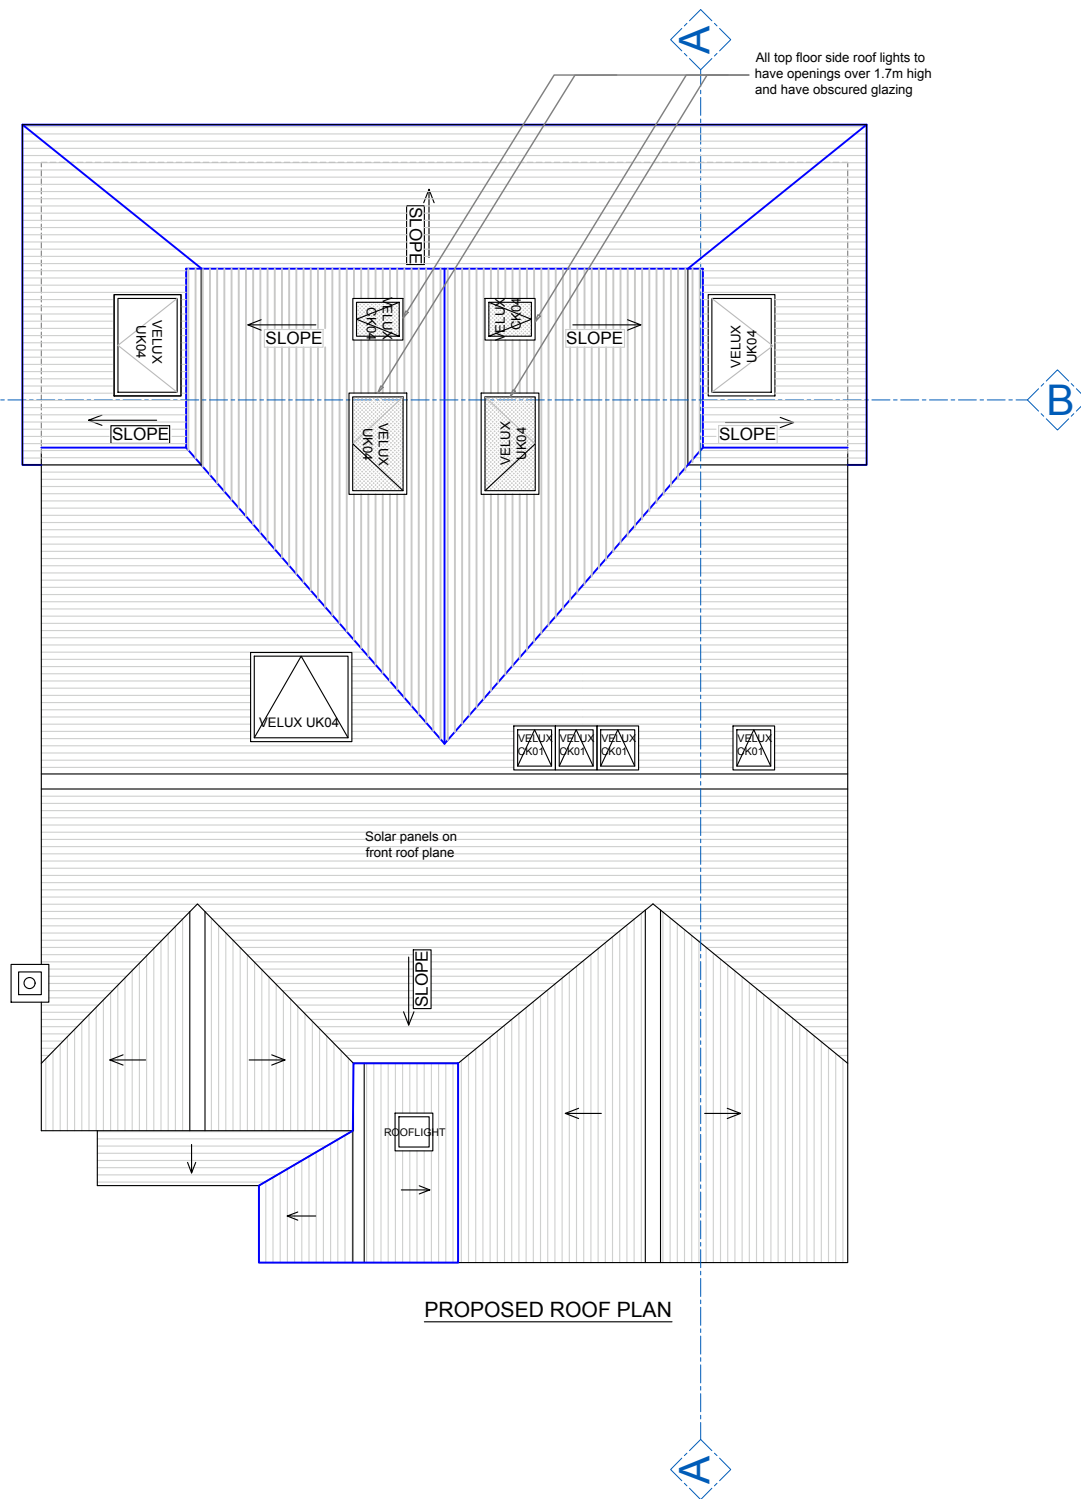 A
All top floor side roof lights to
have openings over 1.7m high
and have obscured glazing
SLOPE
VELUX
CK04
VELUX
CK04
SLOPE
SLOPE
VELUX
UK04
VELUX
UK04
B
SLOPE
SLOPE
VELUX
UK04
VELUX
UK04
VELUX UK04
VELUX
CK01
VELUX
CK01
VELUX
CK01
VELUX
CK01
Solar panels on
front roof plane
SLOPE
ROOFLIGHT
PROPOSED ROOF PLAN
A